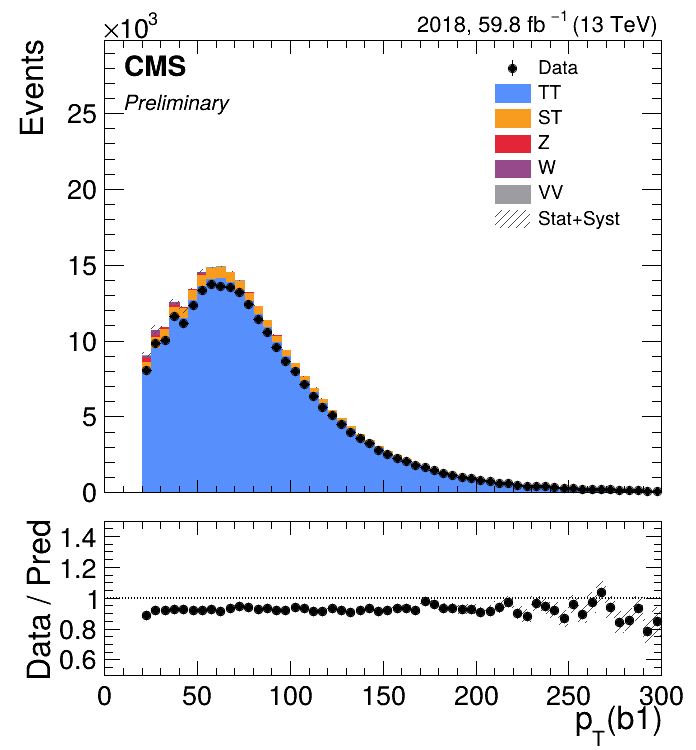 ×10³
2018, 59.8 fb⁻¹ (13 TeV)
CMS
Preliminary
Events
Data
TT
ST
Z
W
VV
Stat+Syst
25
20
15
10
5
0
Data / Pred
1.4
1.2
1
0.8
0.6
0 50 100 150 200 250 300
p_T(b1)